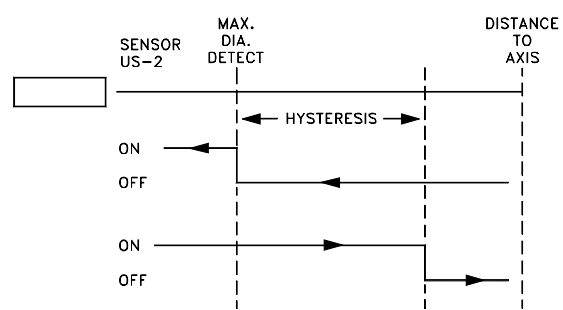 SENSOR
US-2
MAX.
DIA.
DETECT
DISTANCE
TO
AXIS
HYSTERESIS
ON
OFF
ON
OFF